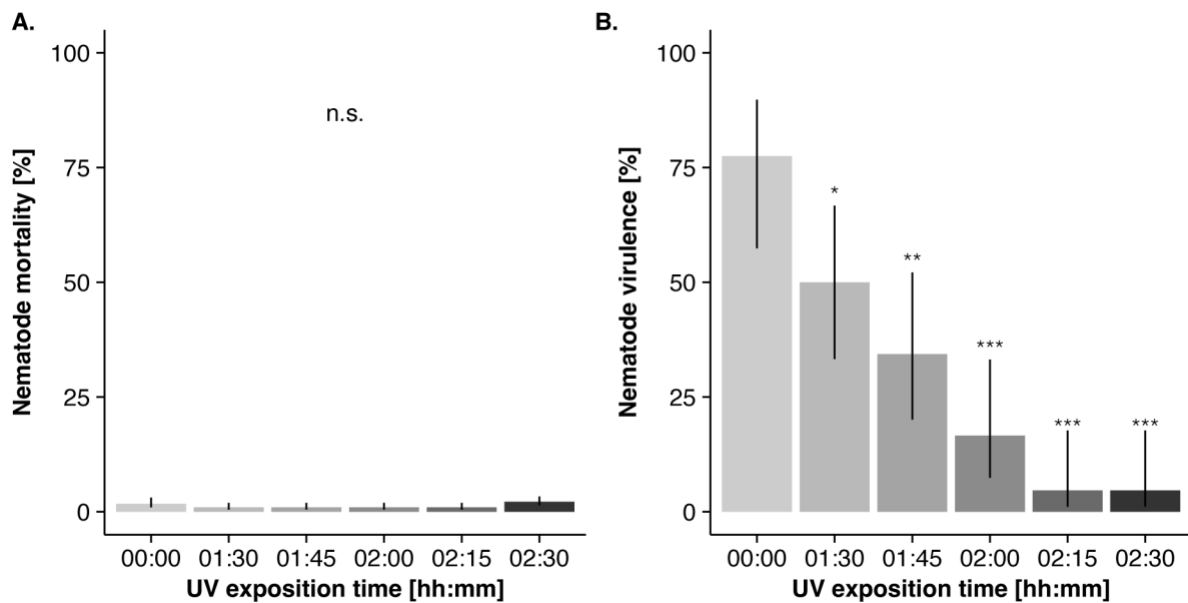 A.
Nematode mortality [%]
100
75
50
25
0
n.s.
00:00 01:30 01:45 02:00 02:15 02:30
UV exposition time [hh:mm]
B.
Nematode virulence [%]
100
75
50
25
0
*
**
***
***
***
00:00 01:30 01:45 02:00 02:15 02:30
UV exposition time [hh:mm]